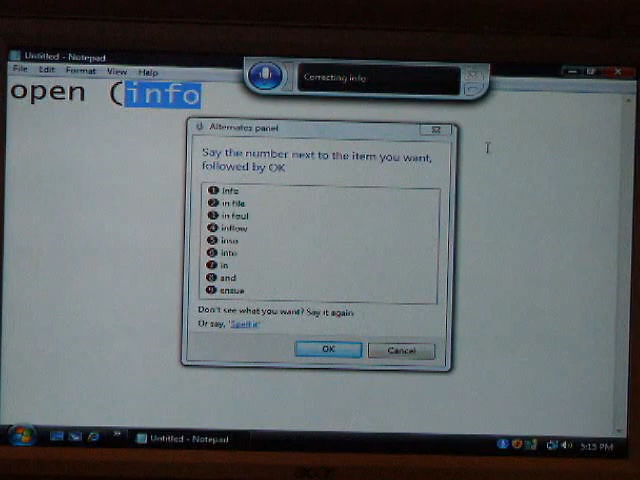 Untitled - Notepad
File Edit Format View Help
Correcting info
open (info
Alternates panel
Say the number next to the item you want,
followed by OK
1 info
2 in file
3 in foul
4 inflow
5 inso
6 into
7 in
8 and
9 ensue
Don't see what you want? Say it again
Or say, "Spell it"
OK Cancel
Untitled - Notepad
5:15 PM
acer